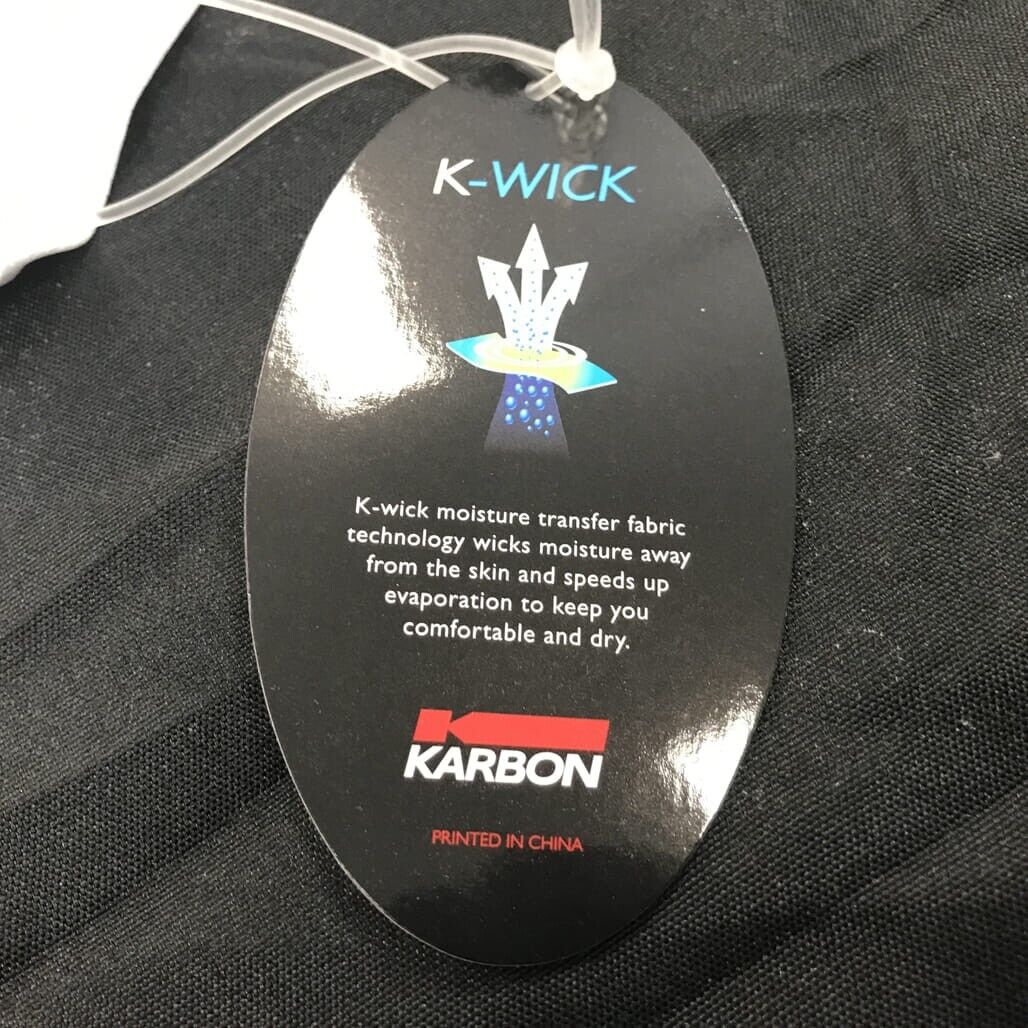 K-WICK
K-wick moisture transfer fabric
technology wicks moisture away
from the skin and speeds up
evaporation to keep you
comfortable and dry.
KARBON
PRINTED IN CHINA